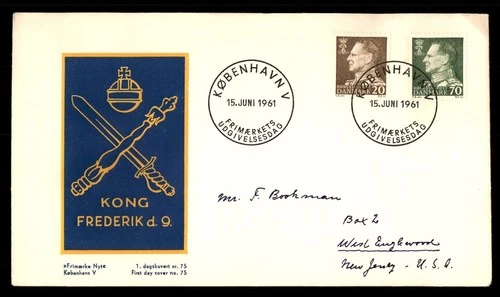 KØBENHAVN V
15. JUNI 1961
FRIMÆRKETS
UDGIVELSESDAG
DANMARK
20
DANMARK
70
KØBENHAVN V
15. JUNI 1961
FRIMÆRKETS
UDGIVELSESDAG
KONG
FREDERIK d. 9.
Mr. F. Bookman
Box 2
West Englewood
New Jersey - U.S.A.
»Frimærke Nyt«
København V
1. dagskuvert nr. 75
First day cover no. 75